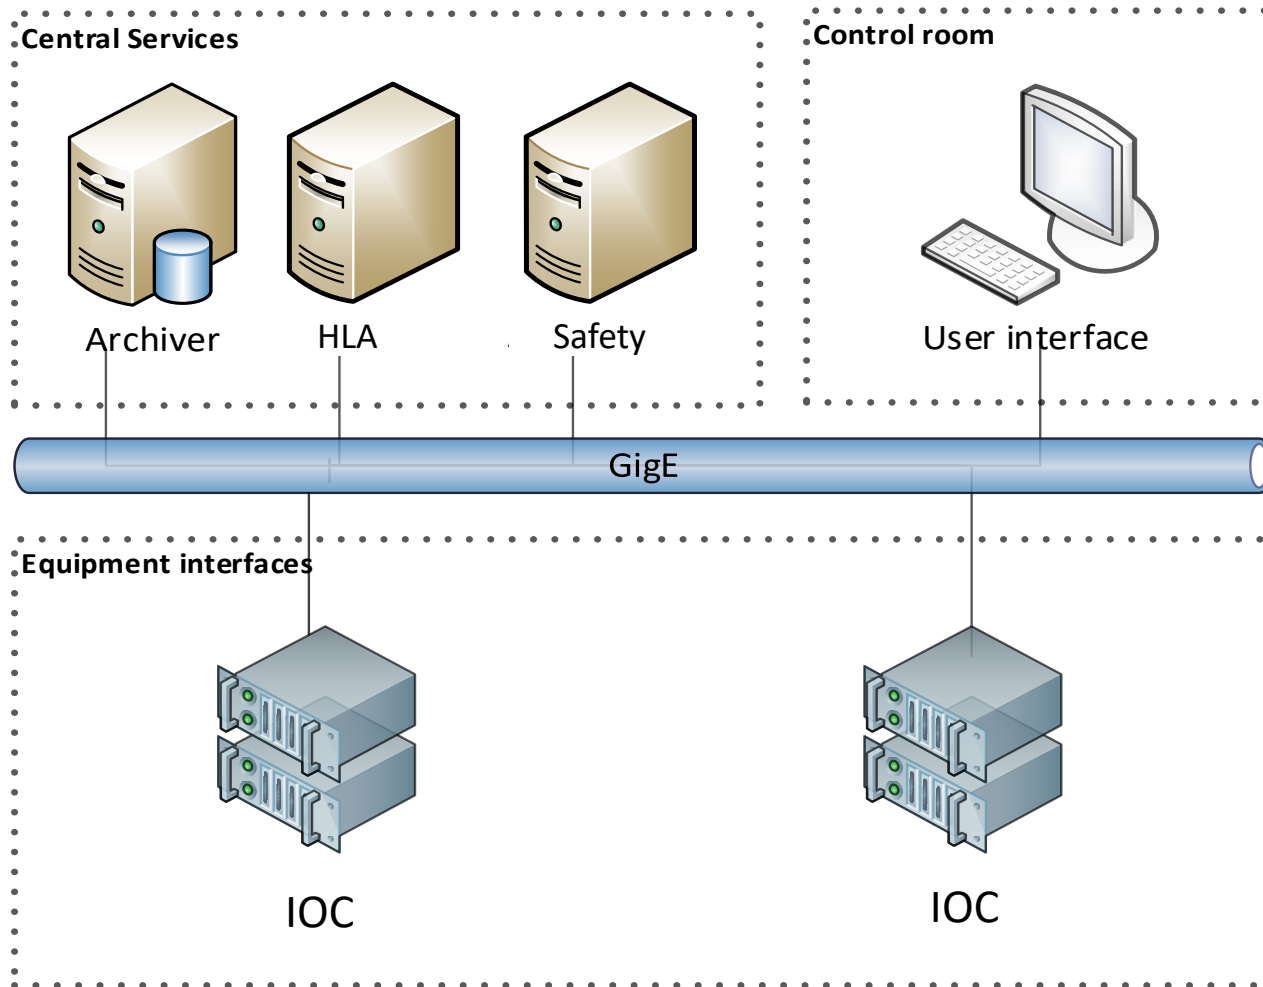 Central Services
Control room
Archiver
HLA
Safety
User interface
GigE
Equipment interfaces
IOC
IOC